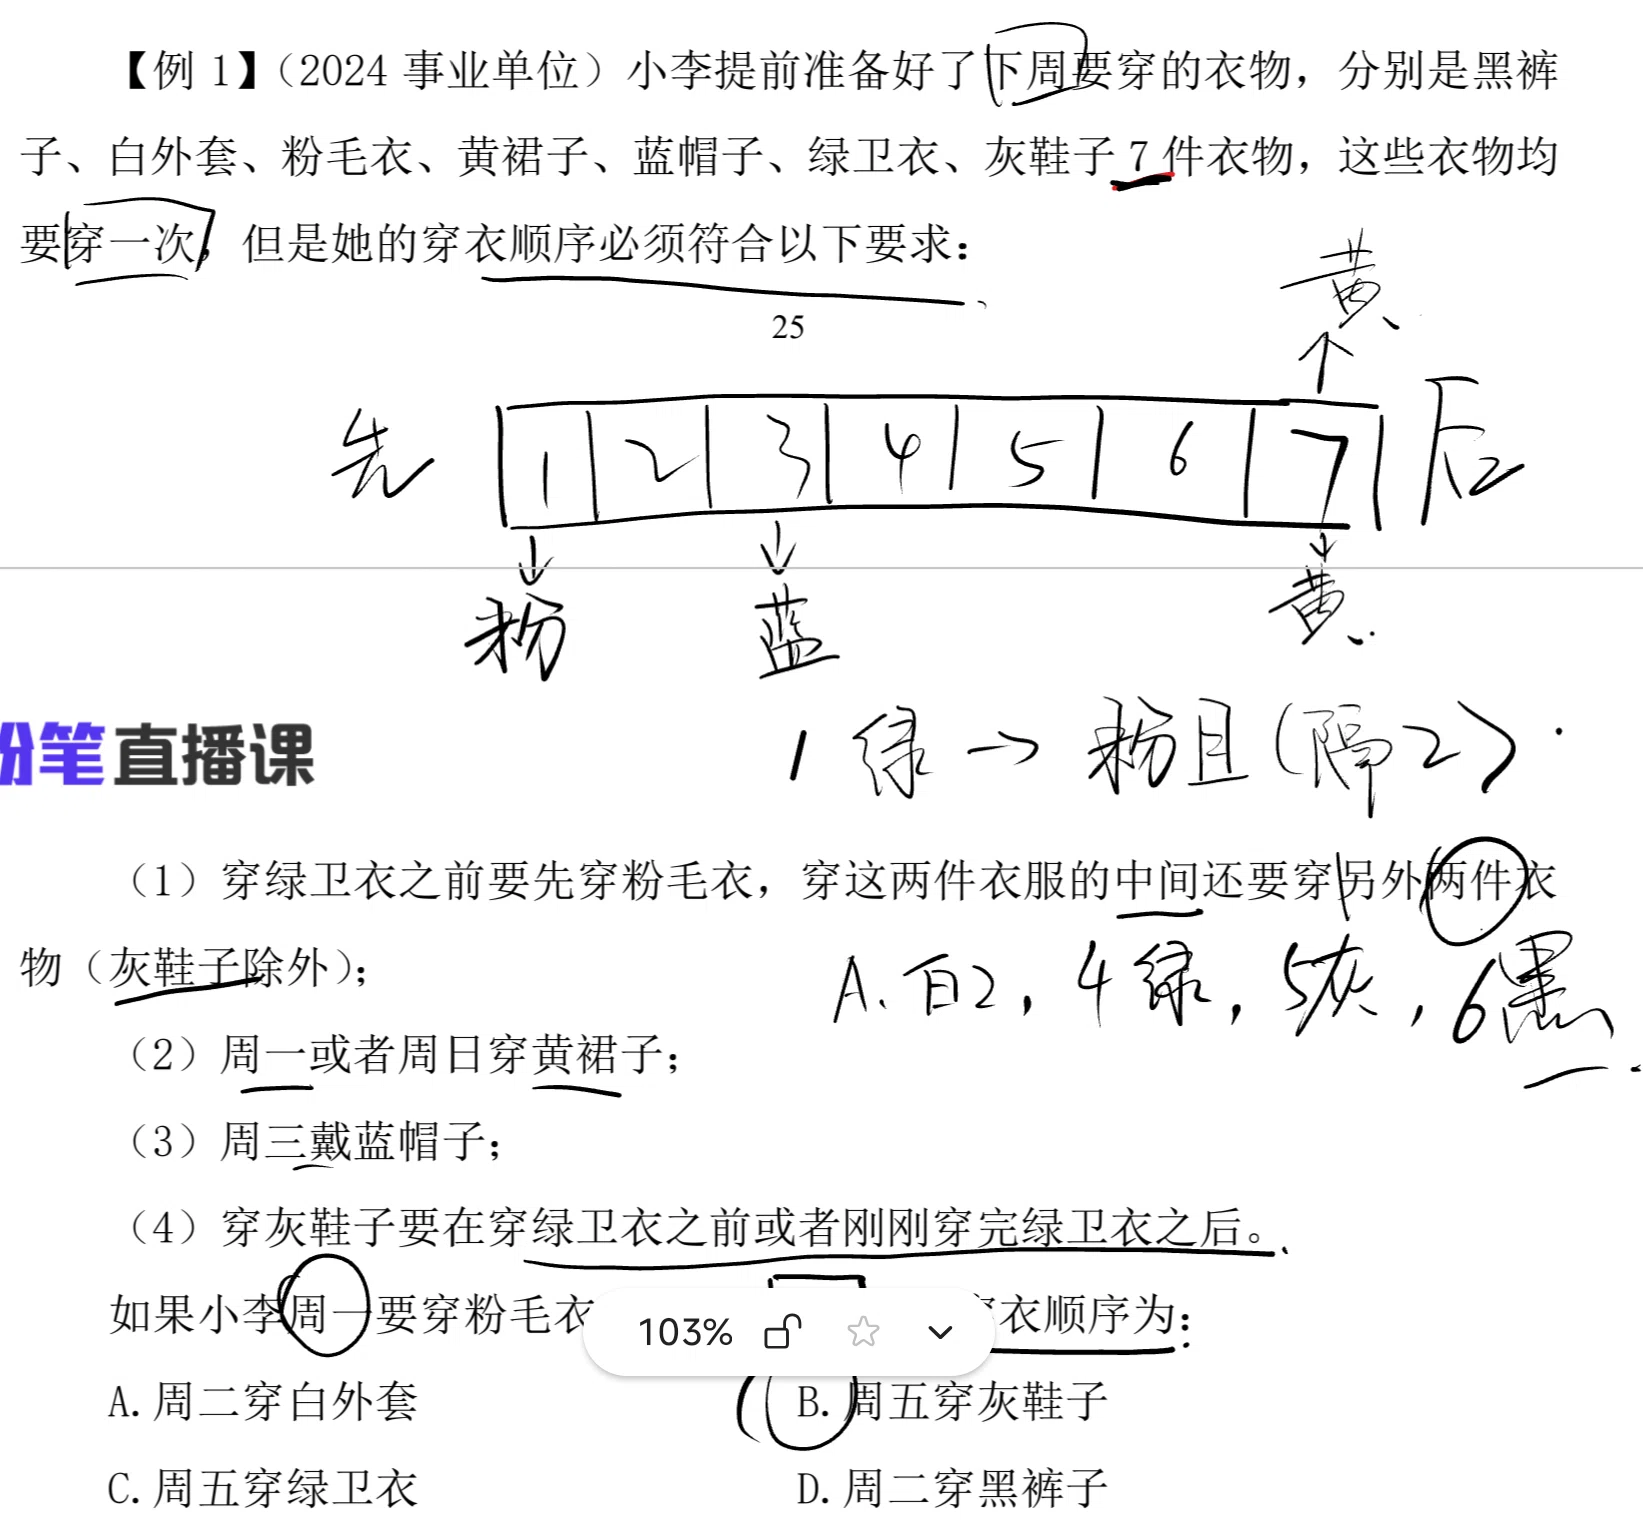 【例 1】（2024 事业单位）小李提前准备好了下周要穿的衣物，分别是黑裤
子、白外套、粉毛衣、黄裙子、蓝帽子、绿卫衣、灰鞋子 7 件衣物，这些衣物均
要穿一次，但是她的穿衣顺序必须符合以下要求：
黄
25
先 1 2 3 4 5 6 7 后
粉 蓝 黄
粉笔直播课
1 绿 → 粉且（隔2）
（1）穿绿卫衣之前要先穿粉毛衣，穿这两件衣服的中间还要穿另外两件衣
物（灰鞋子除外）；
A. 白2，4绿，5灰，6黑
（2）周一或者周日穿黄裙子；
（3）周三戴蓝帽子；
（4）穿灰鞋子要在穿绿卫衣之前或者刚刚穿完绿卫衣之后。
如果小李周一要穿粉毛衣
衣顺序为：
103%
A. 周二穿白外套
B. 周五穿灰鞋子
C. 周五穿绿卫衣
D. 周二穿黑裤子